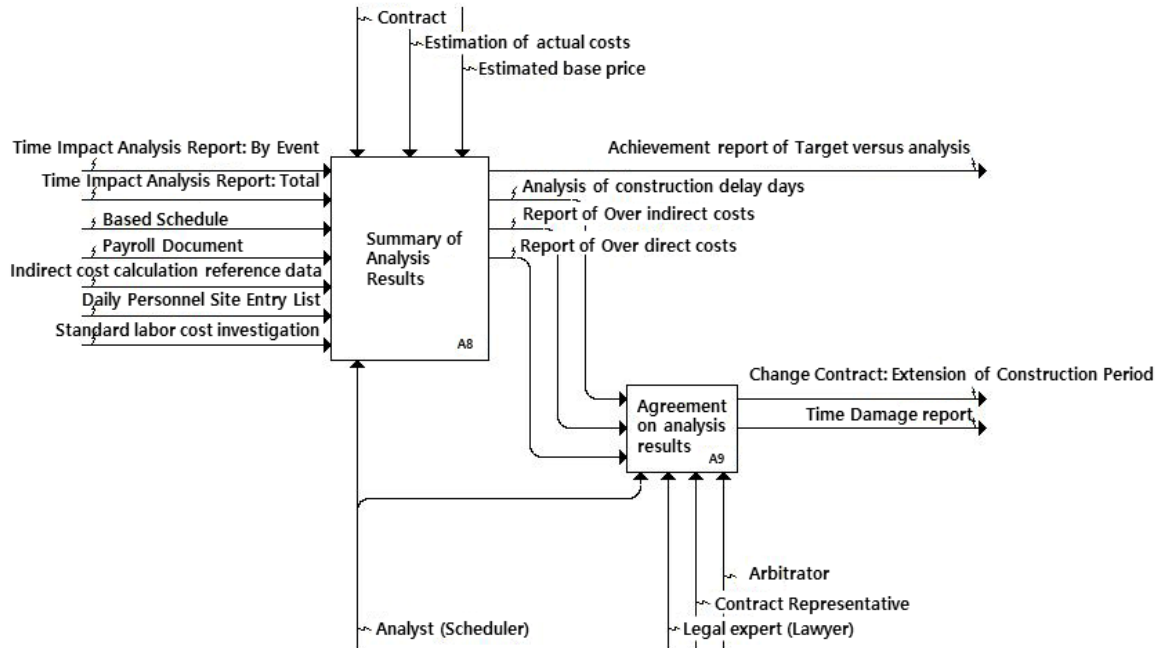 Contract
Estimation of actual costs
Estimated base price
Time Impact Analysis Report: By Event
Achievement report of Target versus analysis
Time Impact Analysis Report: Total
Analysis of construction delay days
Based Schedule
Report of Over indirect costs
Payroll Document
Report of Over direct costs
Indirect cost calculation reference data
Daily Personnel Site Entry List
Standard labor cost investigation
Summary of
Analysis
Results
A8
Change Contract: Extension of Construction Period
Time Damage report
Agreement
on analysis
results
A9
Arbitrator
Contract Representative
Analyst (Scheduler)
Legal expert (Lawyer)